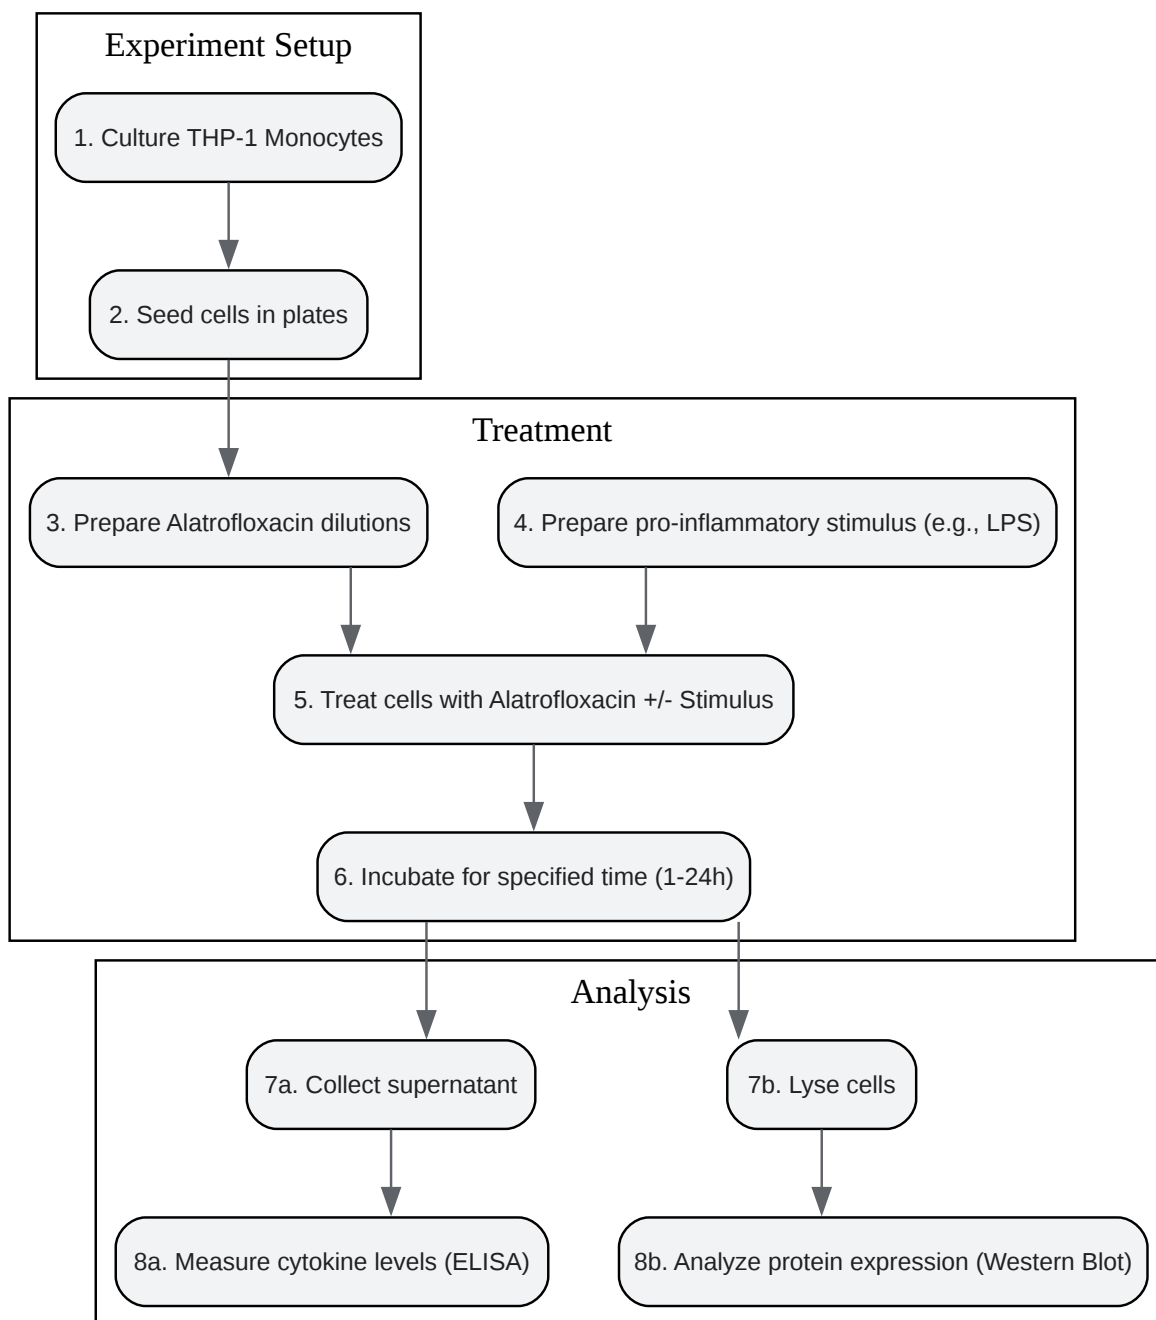 Experiment Setup
1. Culture THP-1 Monocytes
2. Seed cells in plates
Treatment
3. Prepare Alatrofloxacin dilutions
4. Prepare pro-inflammatory stimulus (e.g., LPS)
5. Treat cells with Alatrofloxacin +/- Stimulus
6. Incubate for specified time (1-24h)
Analysis
7a. Collect supernatant
7b. Lyse cells
8a. Measure cytokine levels (ELISA)
8b. Analyze protein expression (Western Blot)